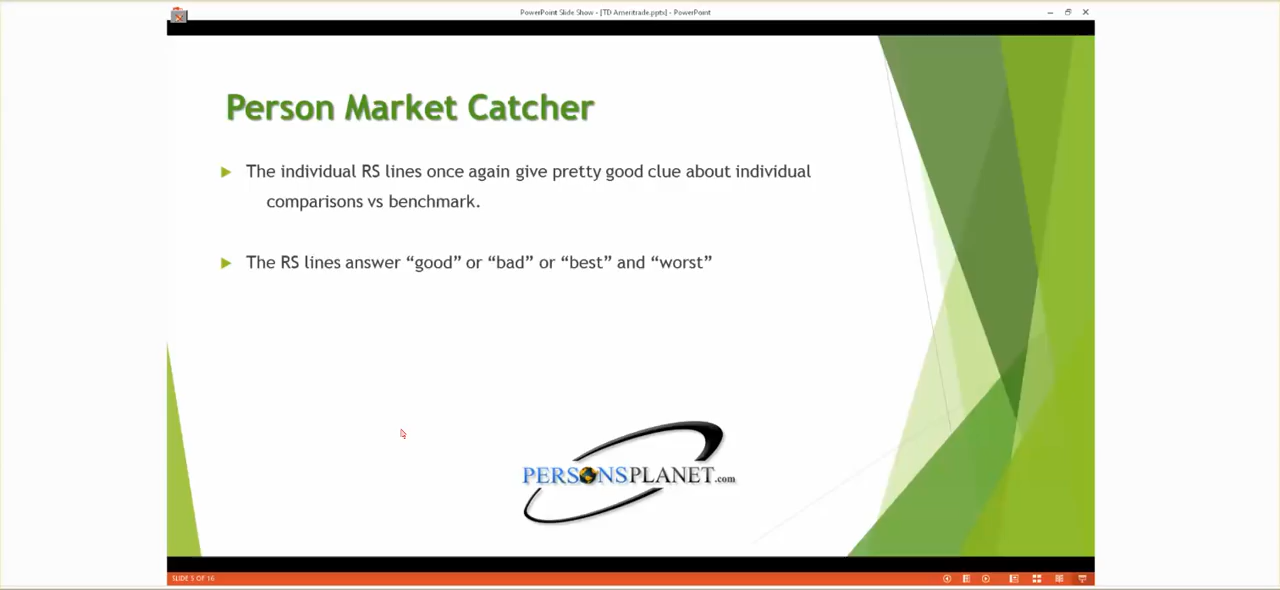 PowerPoint Slide Show - [TD Ameritrade.pptx] - PowerPoint
Person Market Catcher
The individual RS lines once again give pretty good clue about individual
comparisons vs benchmark.
The RS lines answer “good” or “bad” or “best” and “worst”
PERSONSPLANET.com
SLIDE 5 OF 16